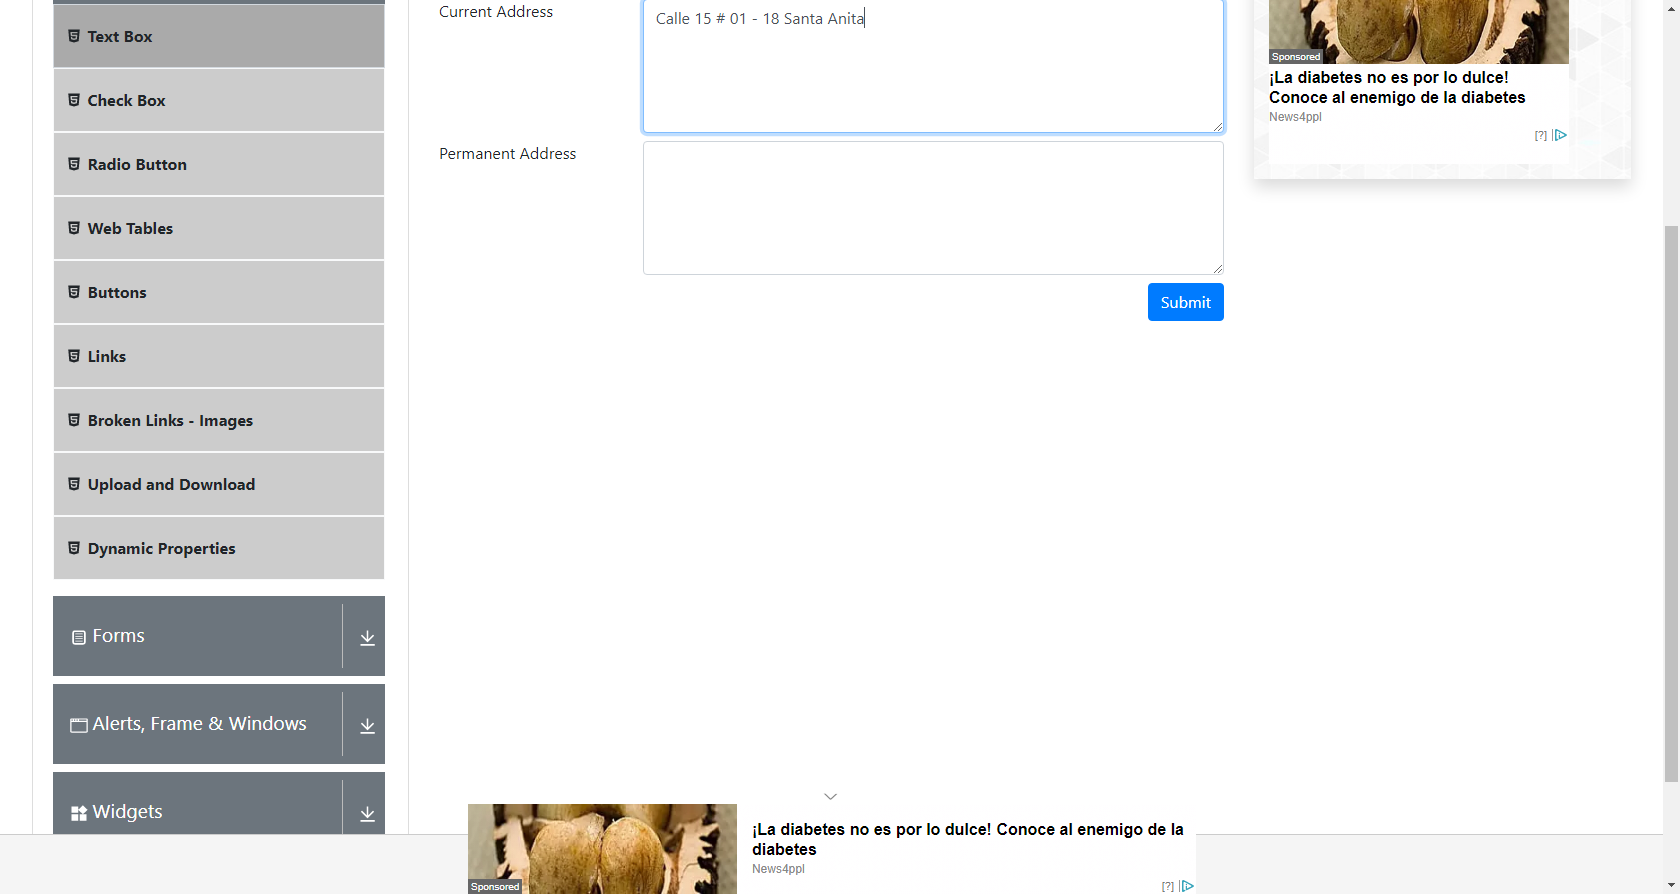 Text Box
Check Box
Radio Button
Web Tables
Buttons
Links
Broken Links - Images
Upload and Download
Dynamic Properties
Forms
Alerts, Frame & Windows
Widgets
Current Address
Calle 15 # 01 - 18 Santa Anita
Permanent Address
Submit
Sponsored
¡La diabetes no es por lo dulce!
Conoce al enemigo de la diabetes
News4ppl
[?]
Sponsored
¡La diabetes no es por lo dulce! Conoce al enemigo de la
diabetes
News4ppl
[?]